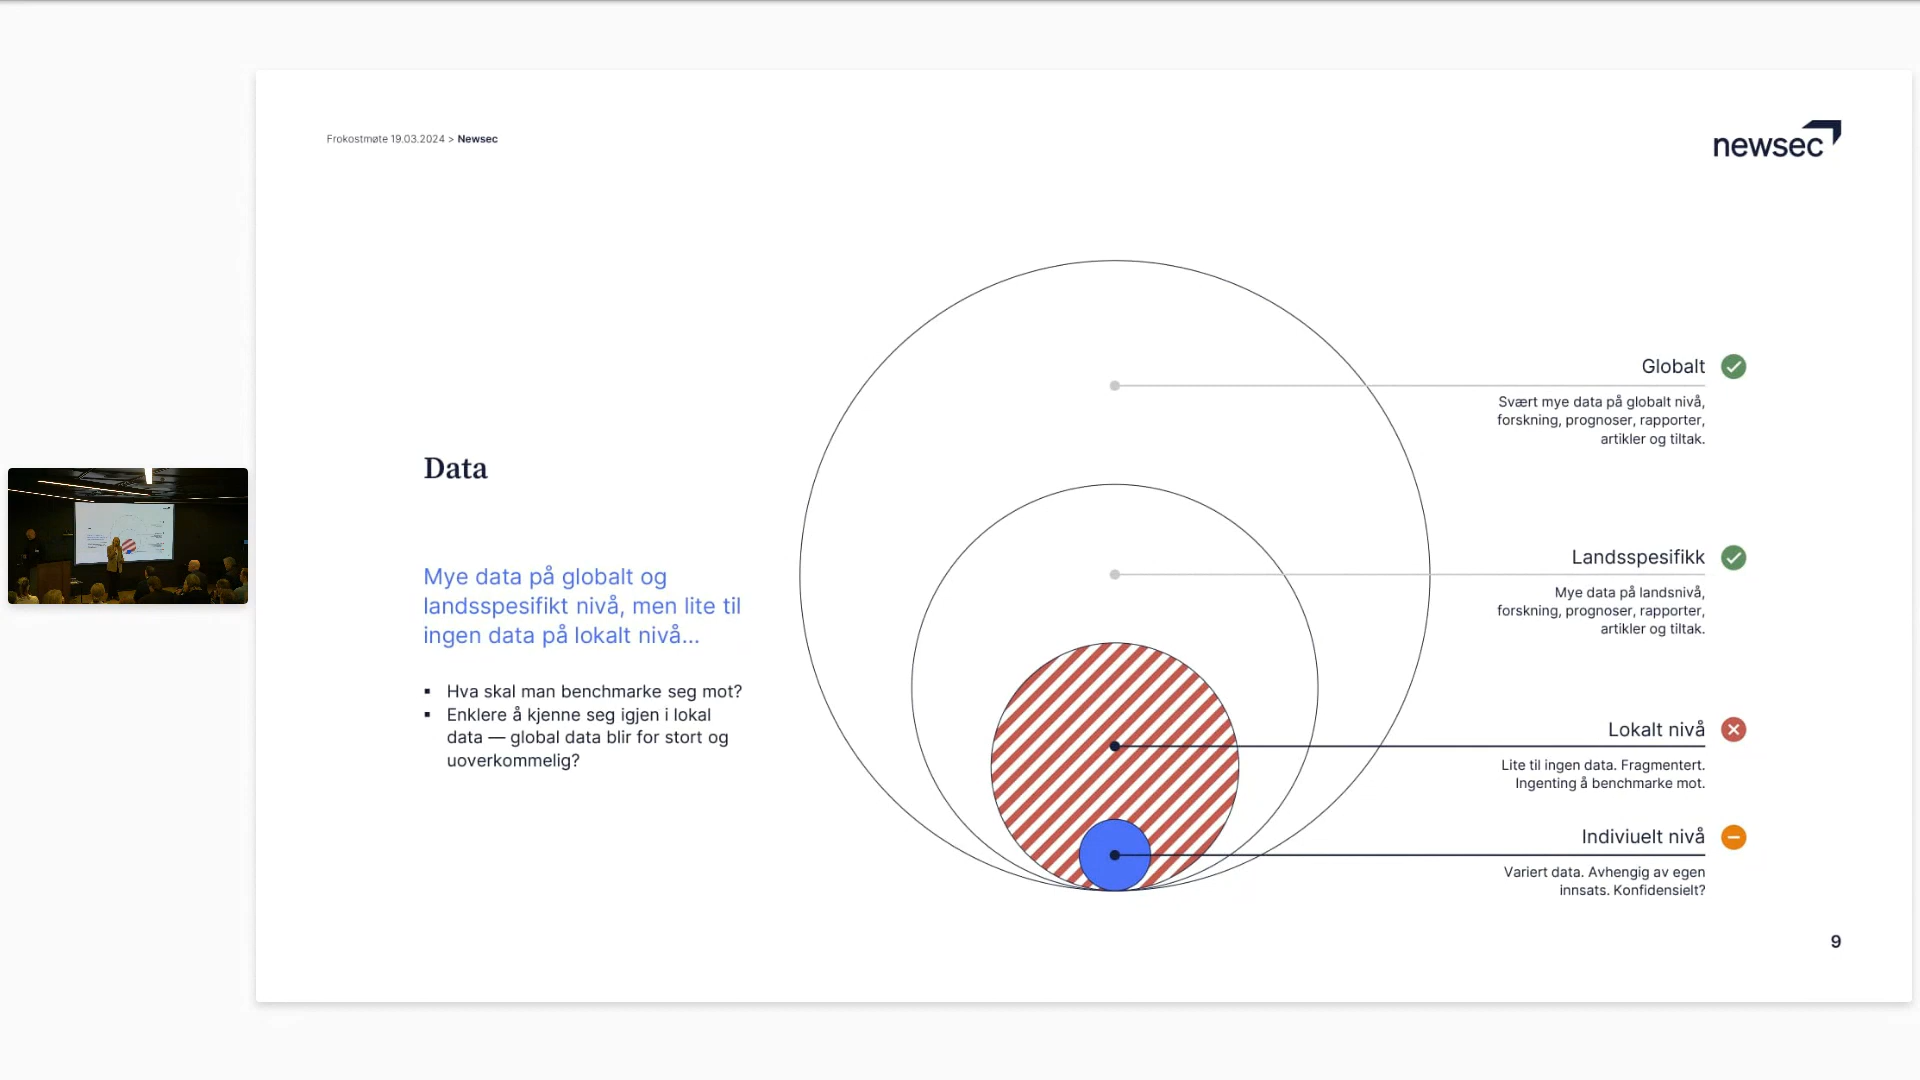 Frokostmøte 19.03.2024 > Newsec
newsec
Data
Mye data på globalt og
landsspesifikt nivå, men lite til
ingen data på lokalt nivå...
▪ Hva skal man benchmarke seg mot?
▪ Enklere å kjenne seg igjen i lokal
data — global data blir for stort og
uoverkommelig?
Globalt
Svært mye data på globalt nivå,
forskning, prognoser, rapporter,
artikler og tiltak.
Landsspesifikk
Mye data på landsnivå,
forskning, prognoser, rapporter,
artikler og tiltak.
Lokalt nivå
Lite til ingen data. Fragmentert.
Ingenting å benchmarke mot.
Indiviuelt nivå
Variert data. Avhengig av egen
innsats. Konfidensielt?
9